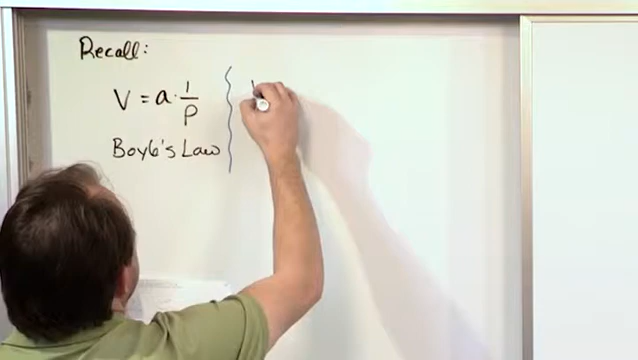 Recall:
V = a · 1/P
Boyle's Law